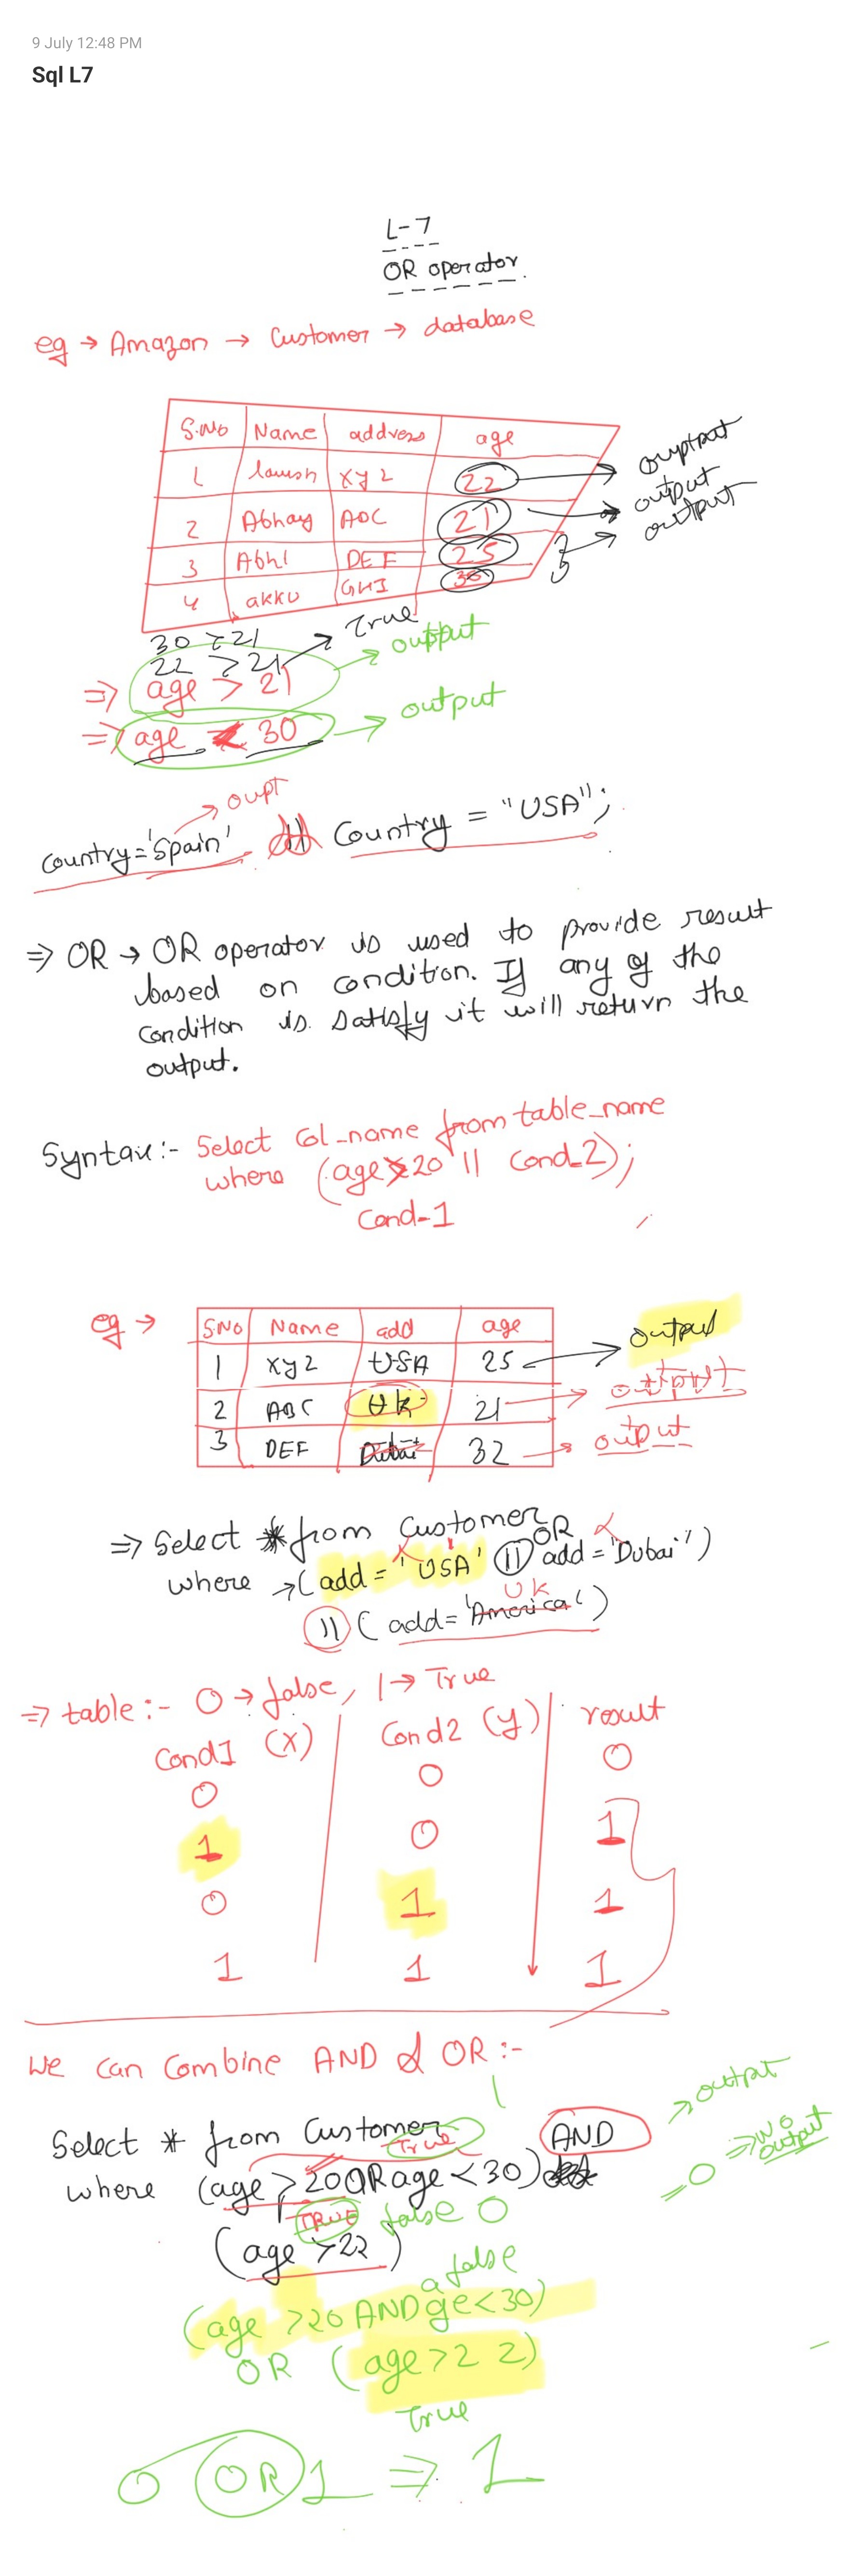 9 July 12:48 PM
Sql L7
L-7
OR operator.
eg → Amazon → Customer → database
S.No Name address age
1 xyz 22 → ouptput
2 Abhay ADC 21 → output
3 Abhi DEF 25 → output
4 akku GHI 30
30 > 21
22 > 21 → True
⇒ age > 21 → output
⇒ age < 30 → output
→ oupt
Country='Spain' || Country = "USA";
⇒ OR → OR operator is used to provide result
based on condition. If any of the
condition is satisfy it will return the
output.
Syntax:- Select Col_name from table_name
where (age>20 || Cond-2);
Cond-1
eg →
SNo Name add age
1 xyz USA 25 → output
2 ABC Uk 21 → output
3 DEF Dubai 32 → output
⇒ Select * from Customer
OR
where → (add = 'USA' || add = 'Dubai')
UK
|| (add='America')
⇒ table:- 0 → false, 1 → True
Cond1 (x) Cond2 (y) result
0 0 0
1 0 1
0 1 1
1 1 1
We can Combine AND & OR :-
Select * from Customer
True AND → output
where (age > 20 OR age < 30)
= 0 ⇒ no output
TRUE false 0
(age > 22)
false
(age > 20 AND age < 30)
OR (age > 22)
True
0 OR 1 ⇒ 1